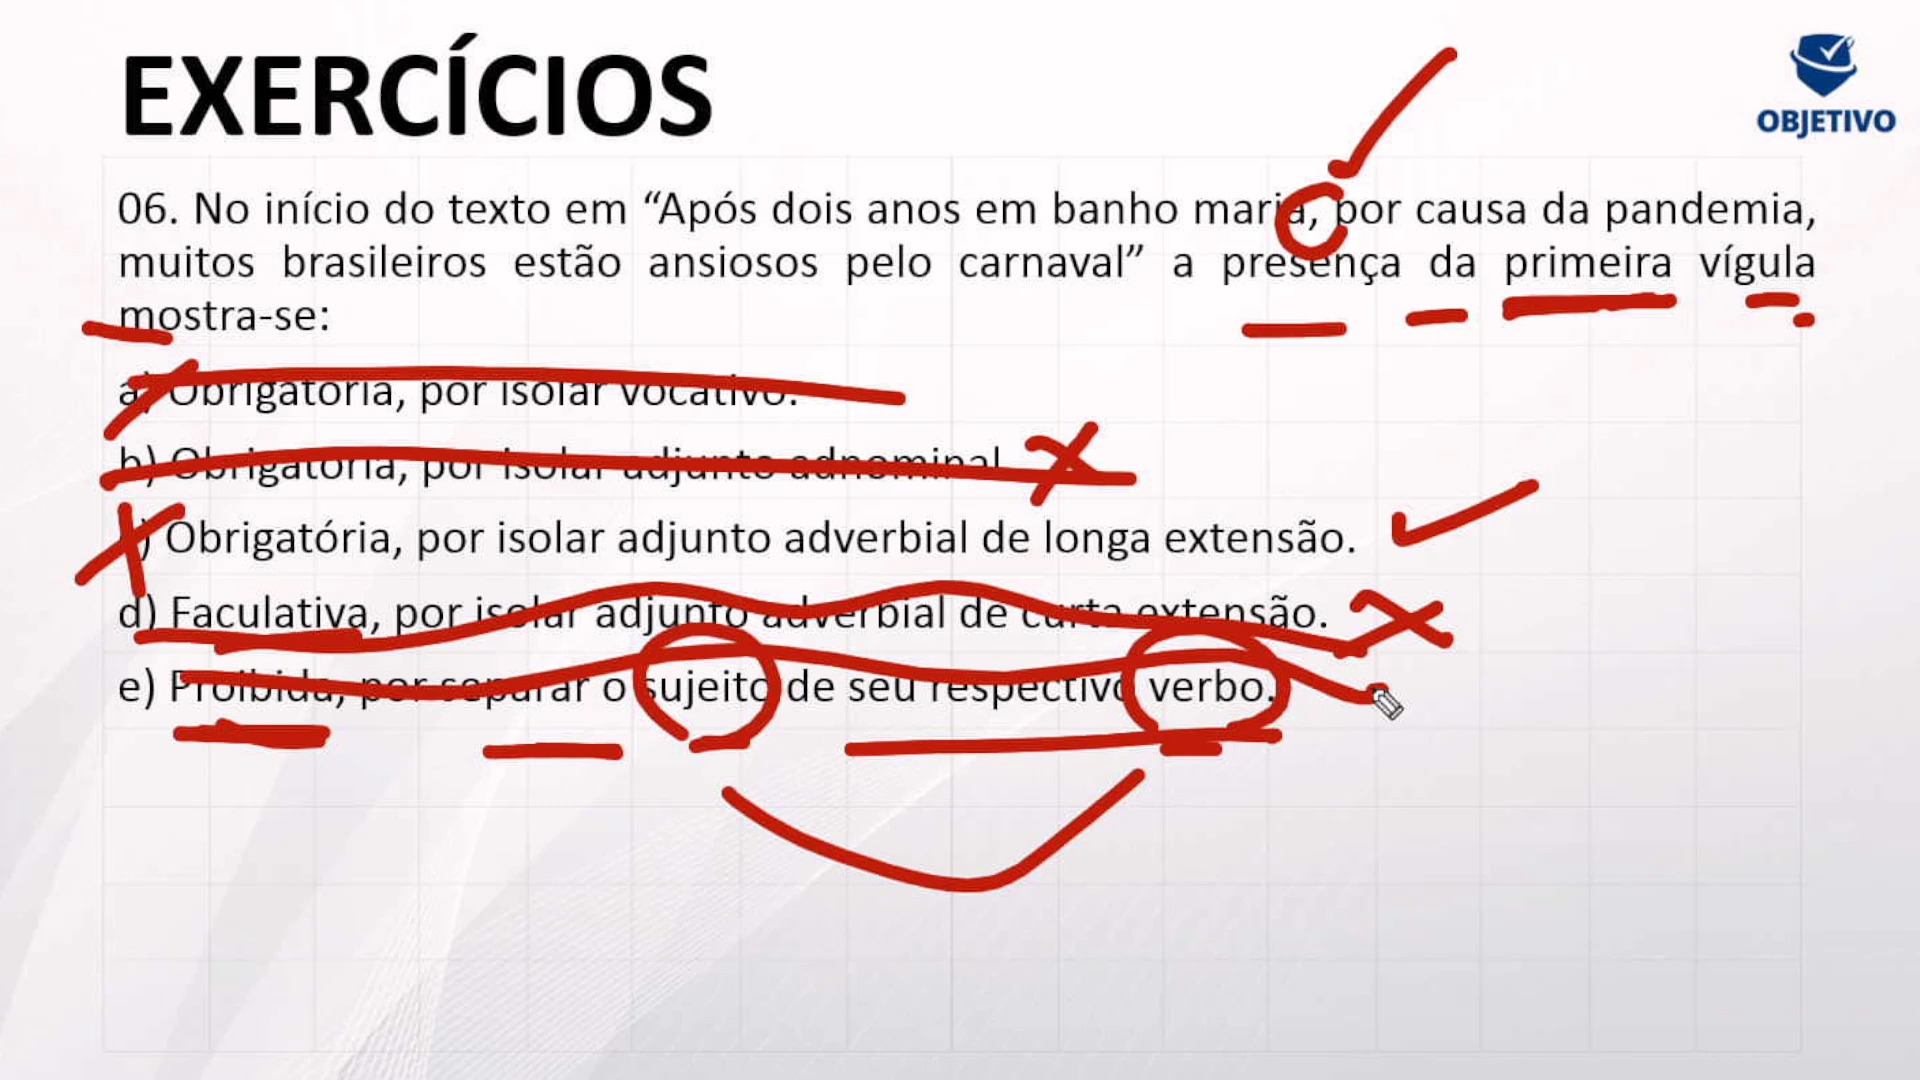 EXERCÍCIOS
OBJETIVO
06. No início do texto em “Após dois anos em banho maria, por causa da pandemia,
muitos brasileiros estão ansiosos pelo carnaval” a presença da primeira vígula
mostra-se:
a) Obrigatória, por isolar vocativo.
b) Obrigatória, por isolar adjunto adnominal.
c) Obrigatória, por isolar adjunto adverbial de longa extensão.
d) Faculativa, por isolar adjunto adverbial de curta extensão.
e) Proibida, por separar o sujeito de seu respectivo verbo.